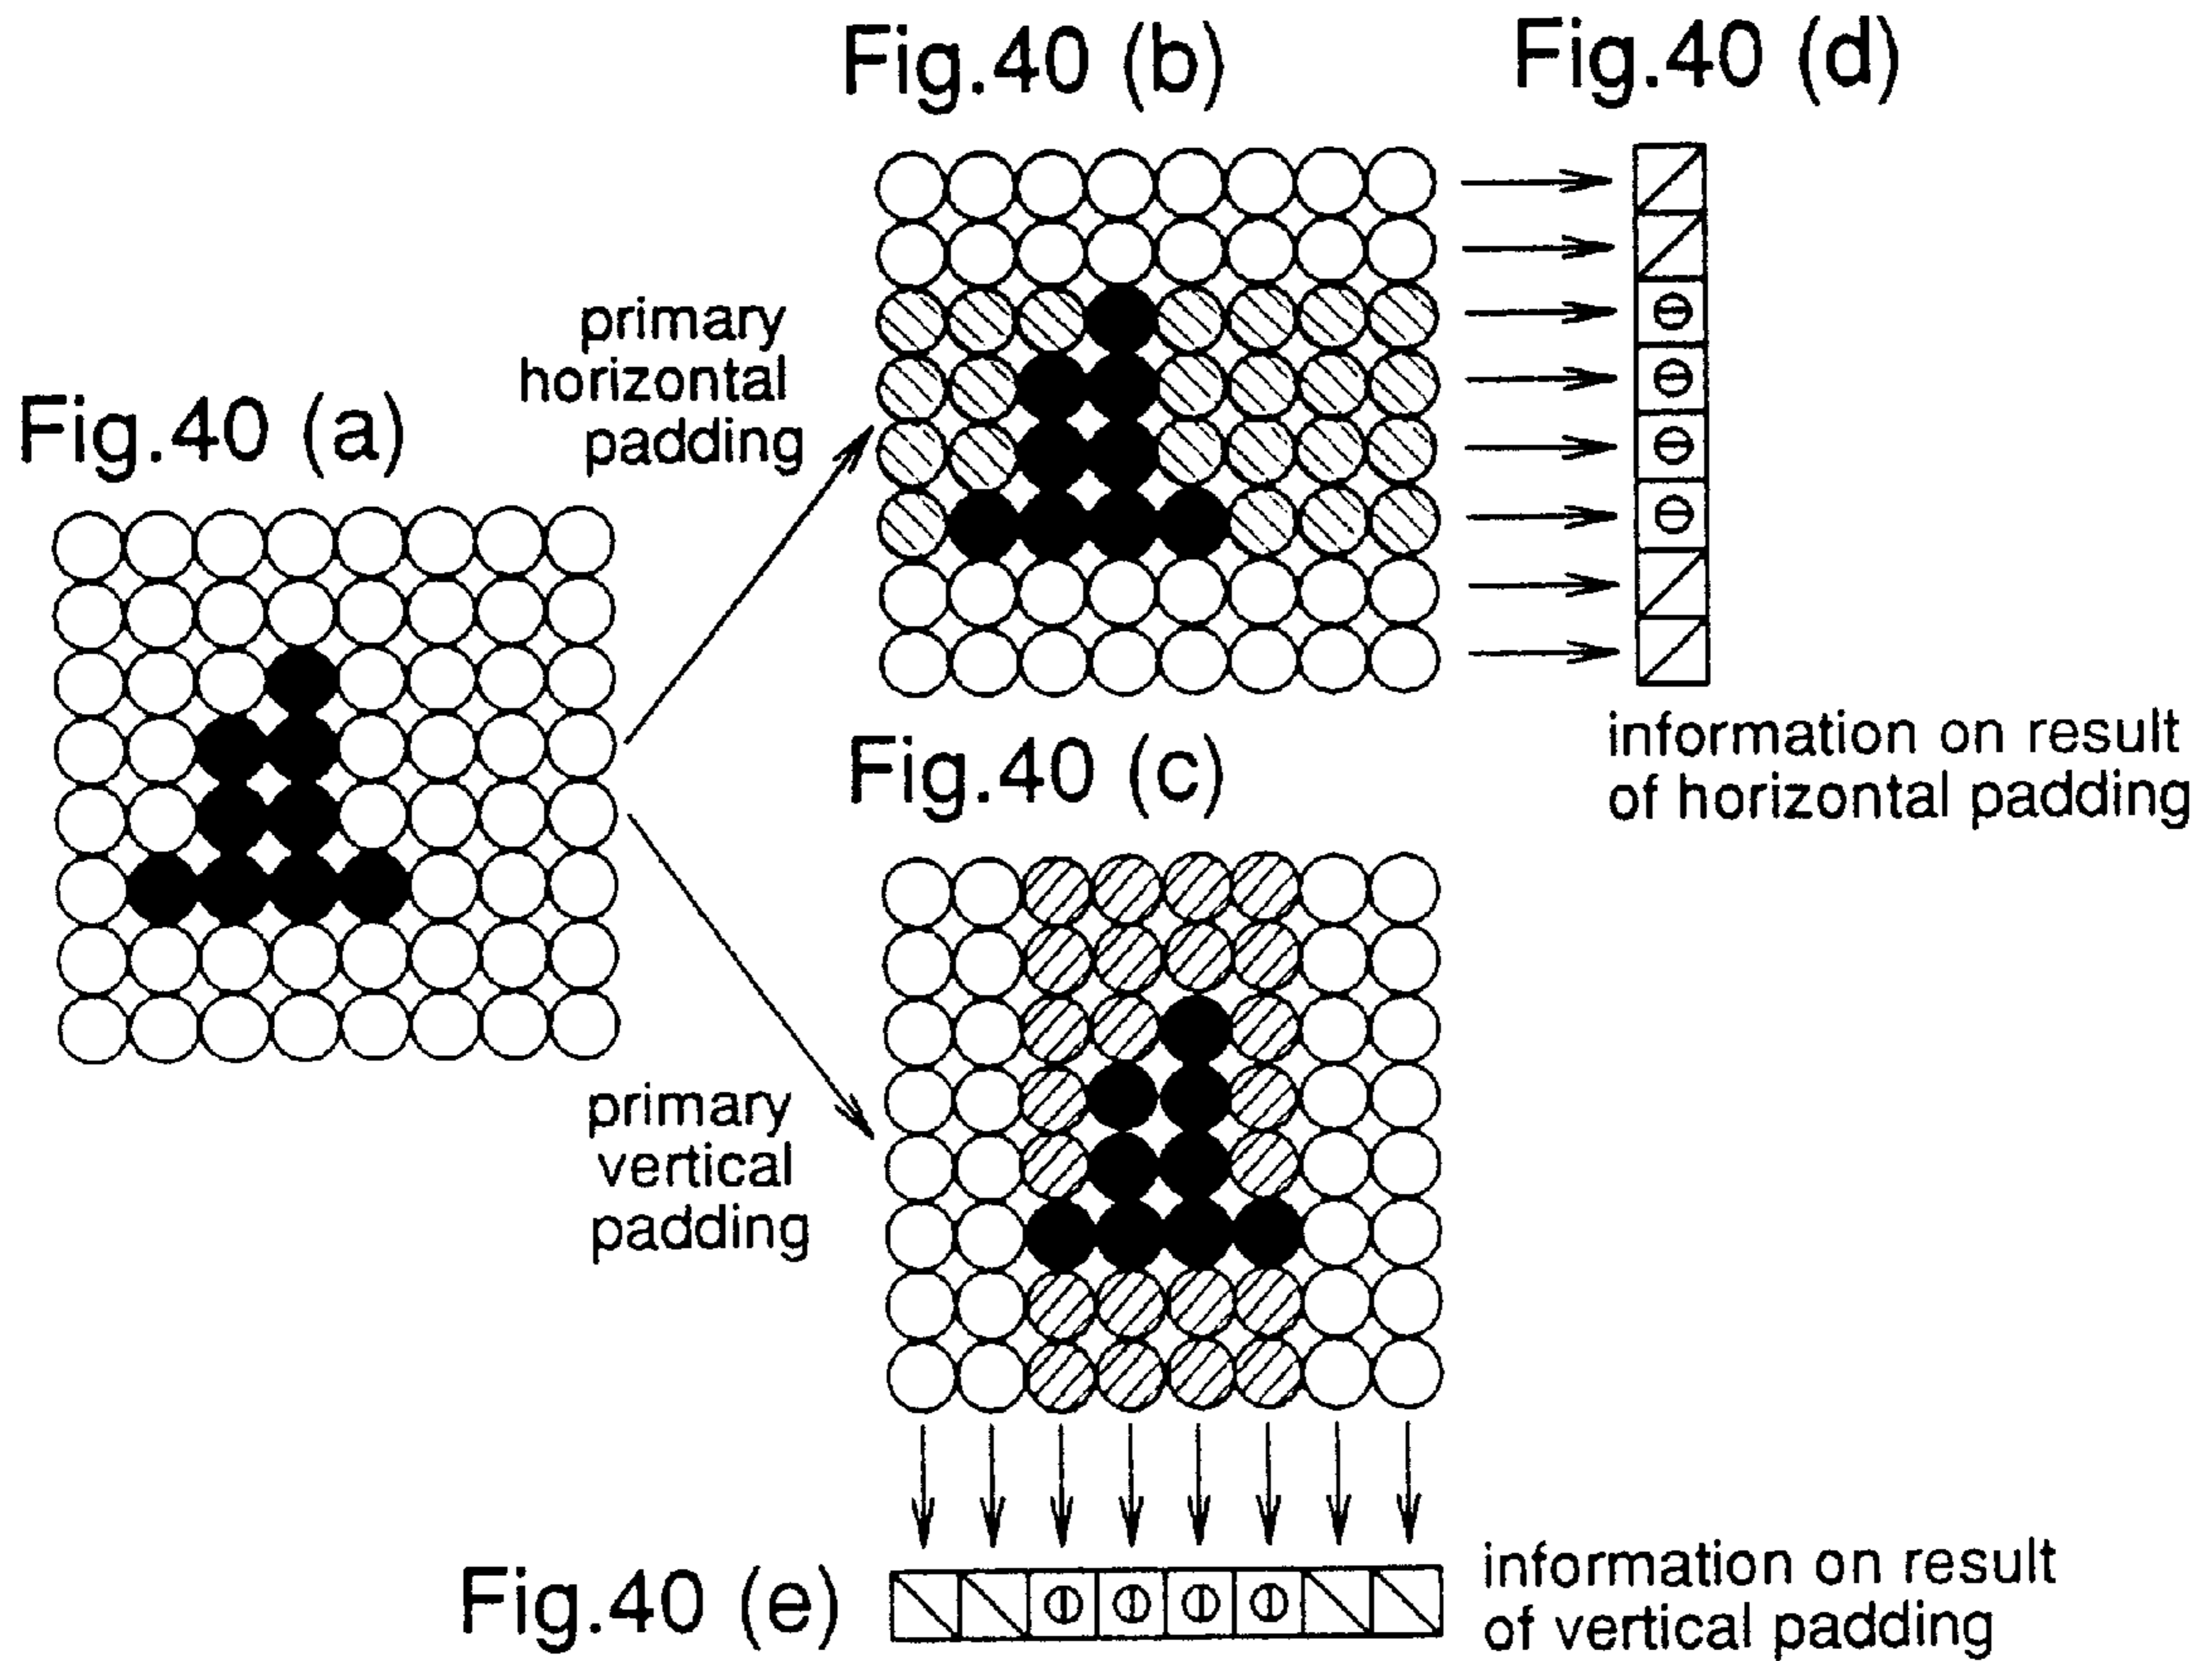 Fig.40 (b)
Fig.40 (d)
primary
horizontal
padding
Fig.40 (a)
information on result
of horizontal padding
Fig.40 (c)
primary
vertical
padding
Fig.40 (e)
information on result
of vertical padding